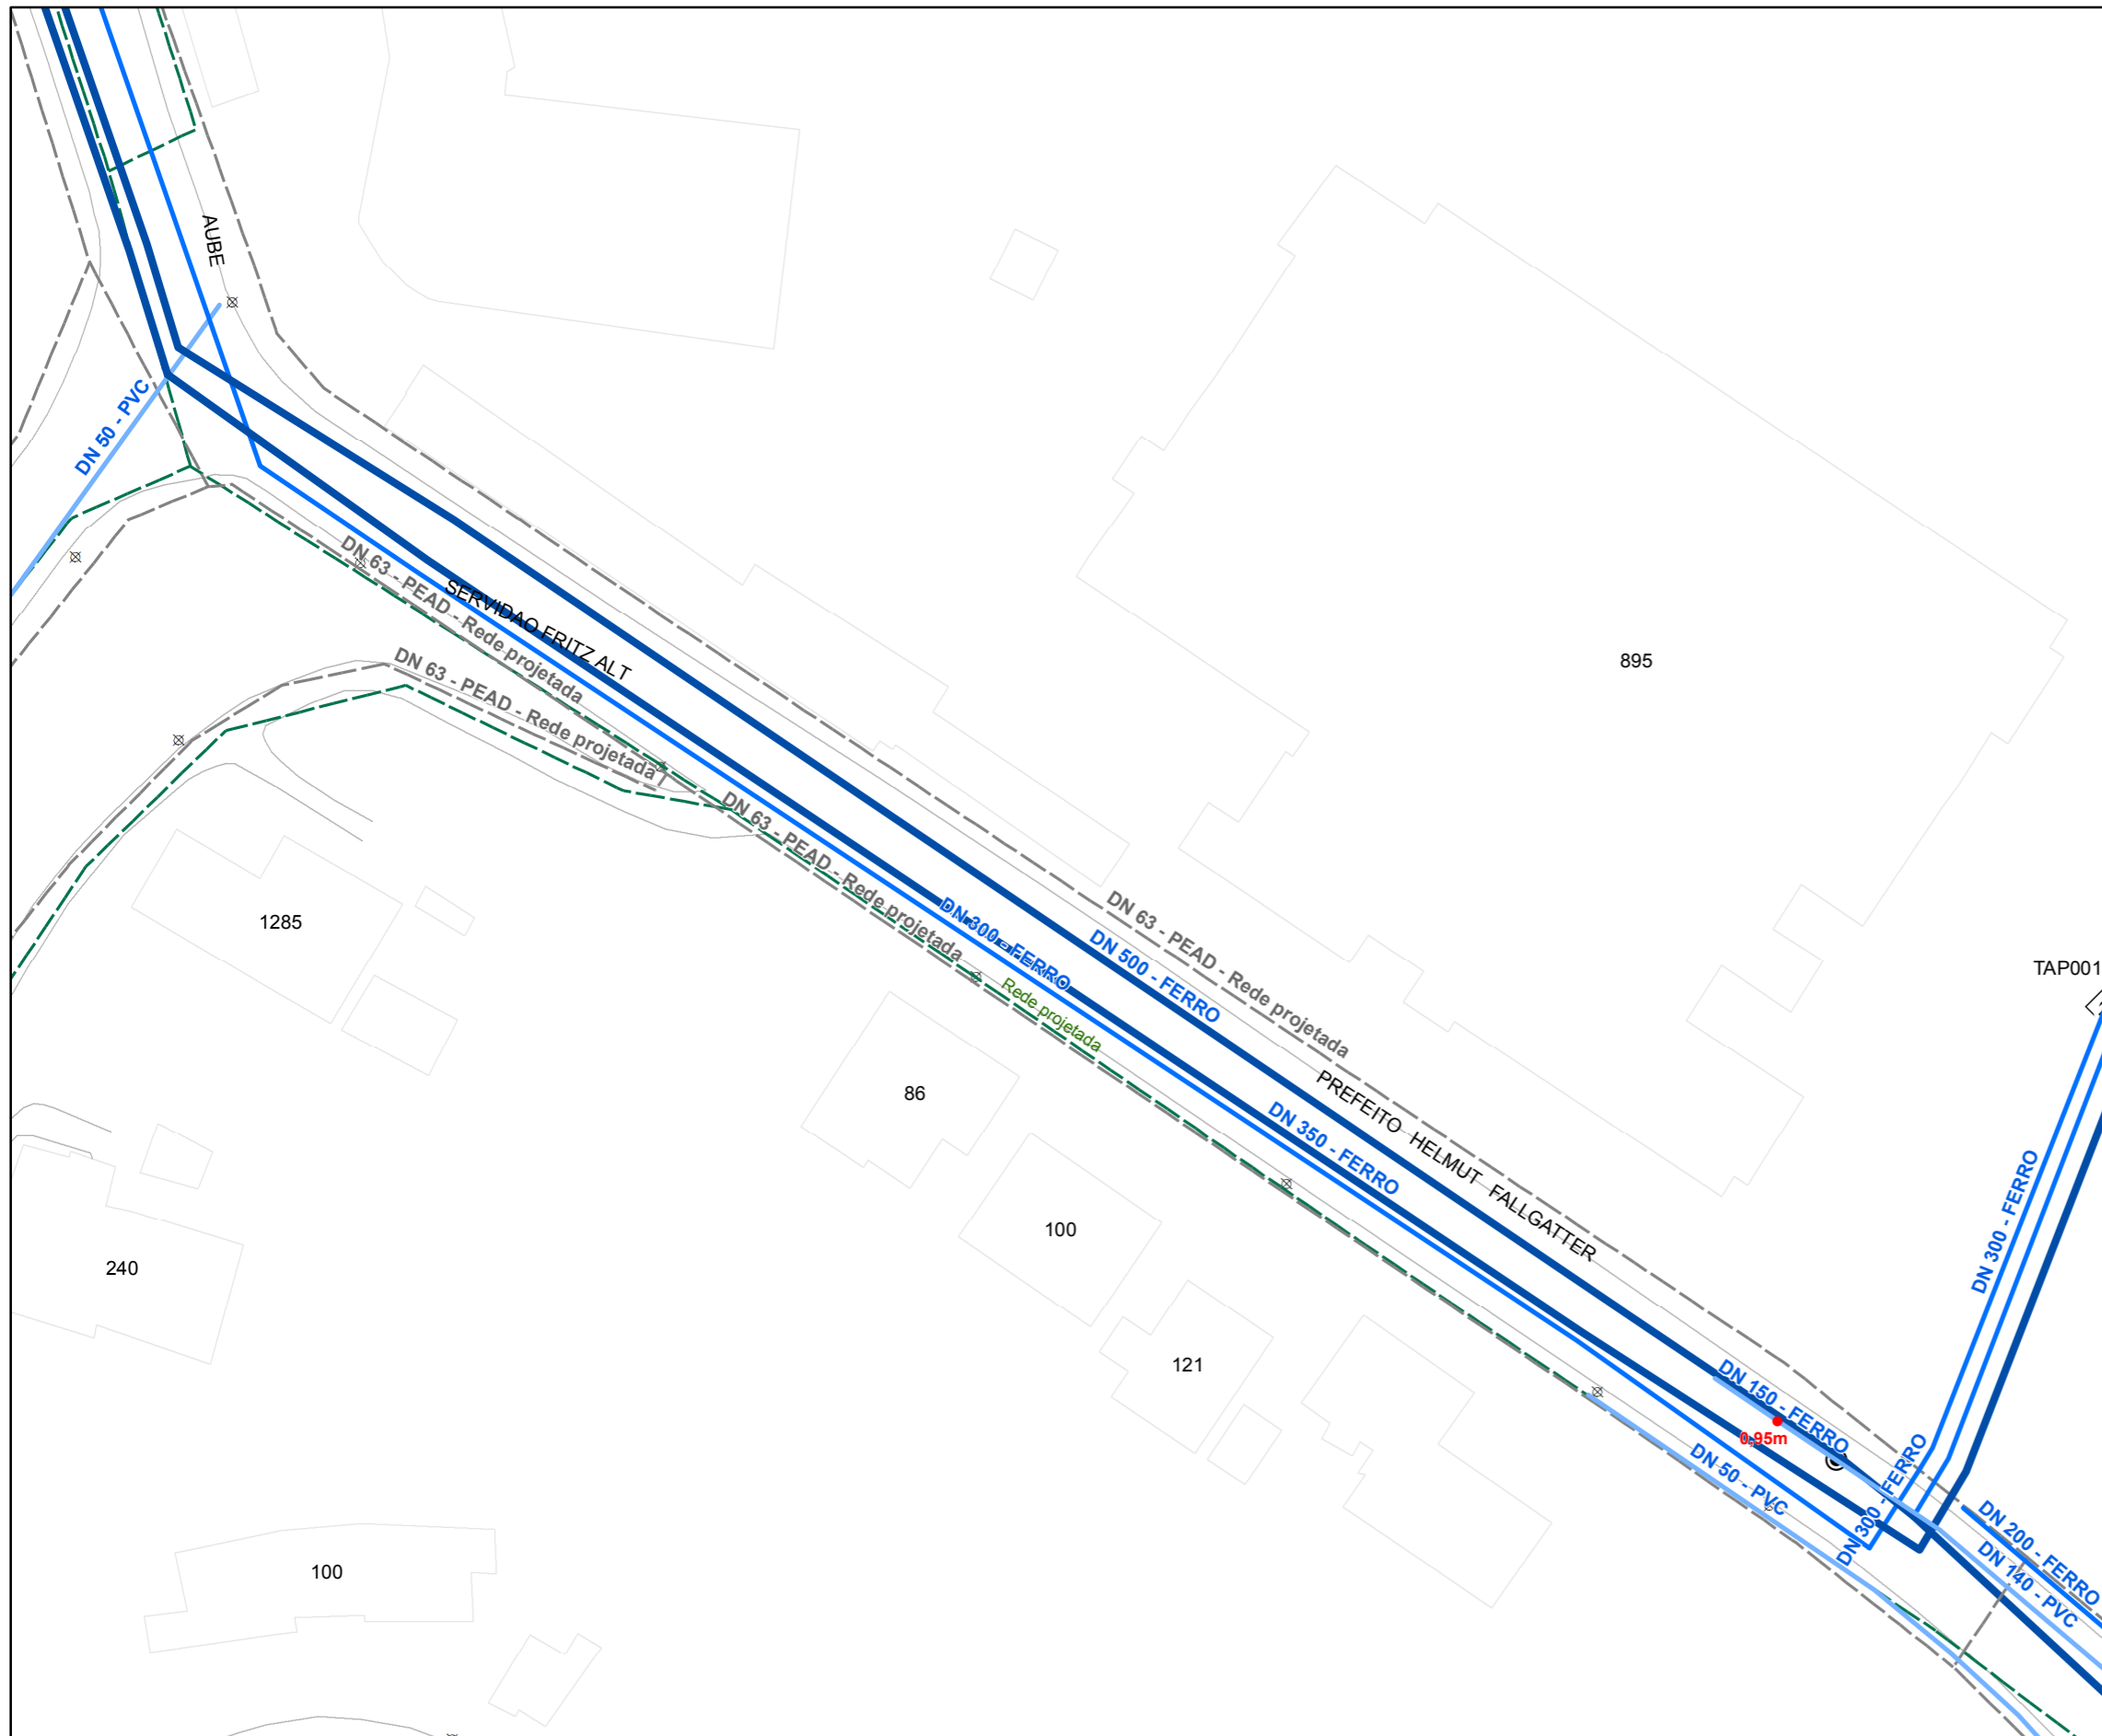 AUBE
DN 50 - PVC
DN 63 - PEAD - Rede projetada
SERVIDAO FRITZ ALT
DN 63 - PEAD - Rede projetada
895
DN 63 - PEAD - Rede projetada
DN 63 - PEAD - Rede projetada
1285
DN 300 - FERRO
DN 500 - FERRO
TAP001
Rede projetada
86
PREFEITO HELMUT FALLGATTER
DN 350 - FERRO
100
DN 300 - FERRO
240
121
DN 150 - FERRO
0,95m
DN 50 - PVC
DN 300 - FERRO
DN 200 - FERRO
DN 140 - PVC
100